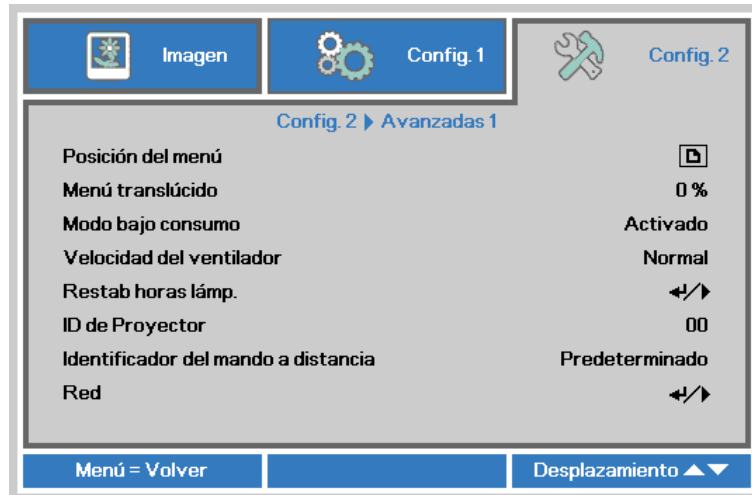 Imagen Config. 1 Config. 2
Config. 2 Avanzadas 1
Posición del menú
Menú translúcido 0 %
Modo bajo consumo Activado
Velocidad del ventilador Normal
Restab horas lámp.
ID de Proyector 00
Identificador del mando a distancia Predeterminado
Red
Menú = Volver Desplazamiento